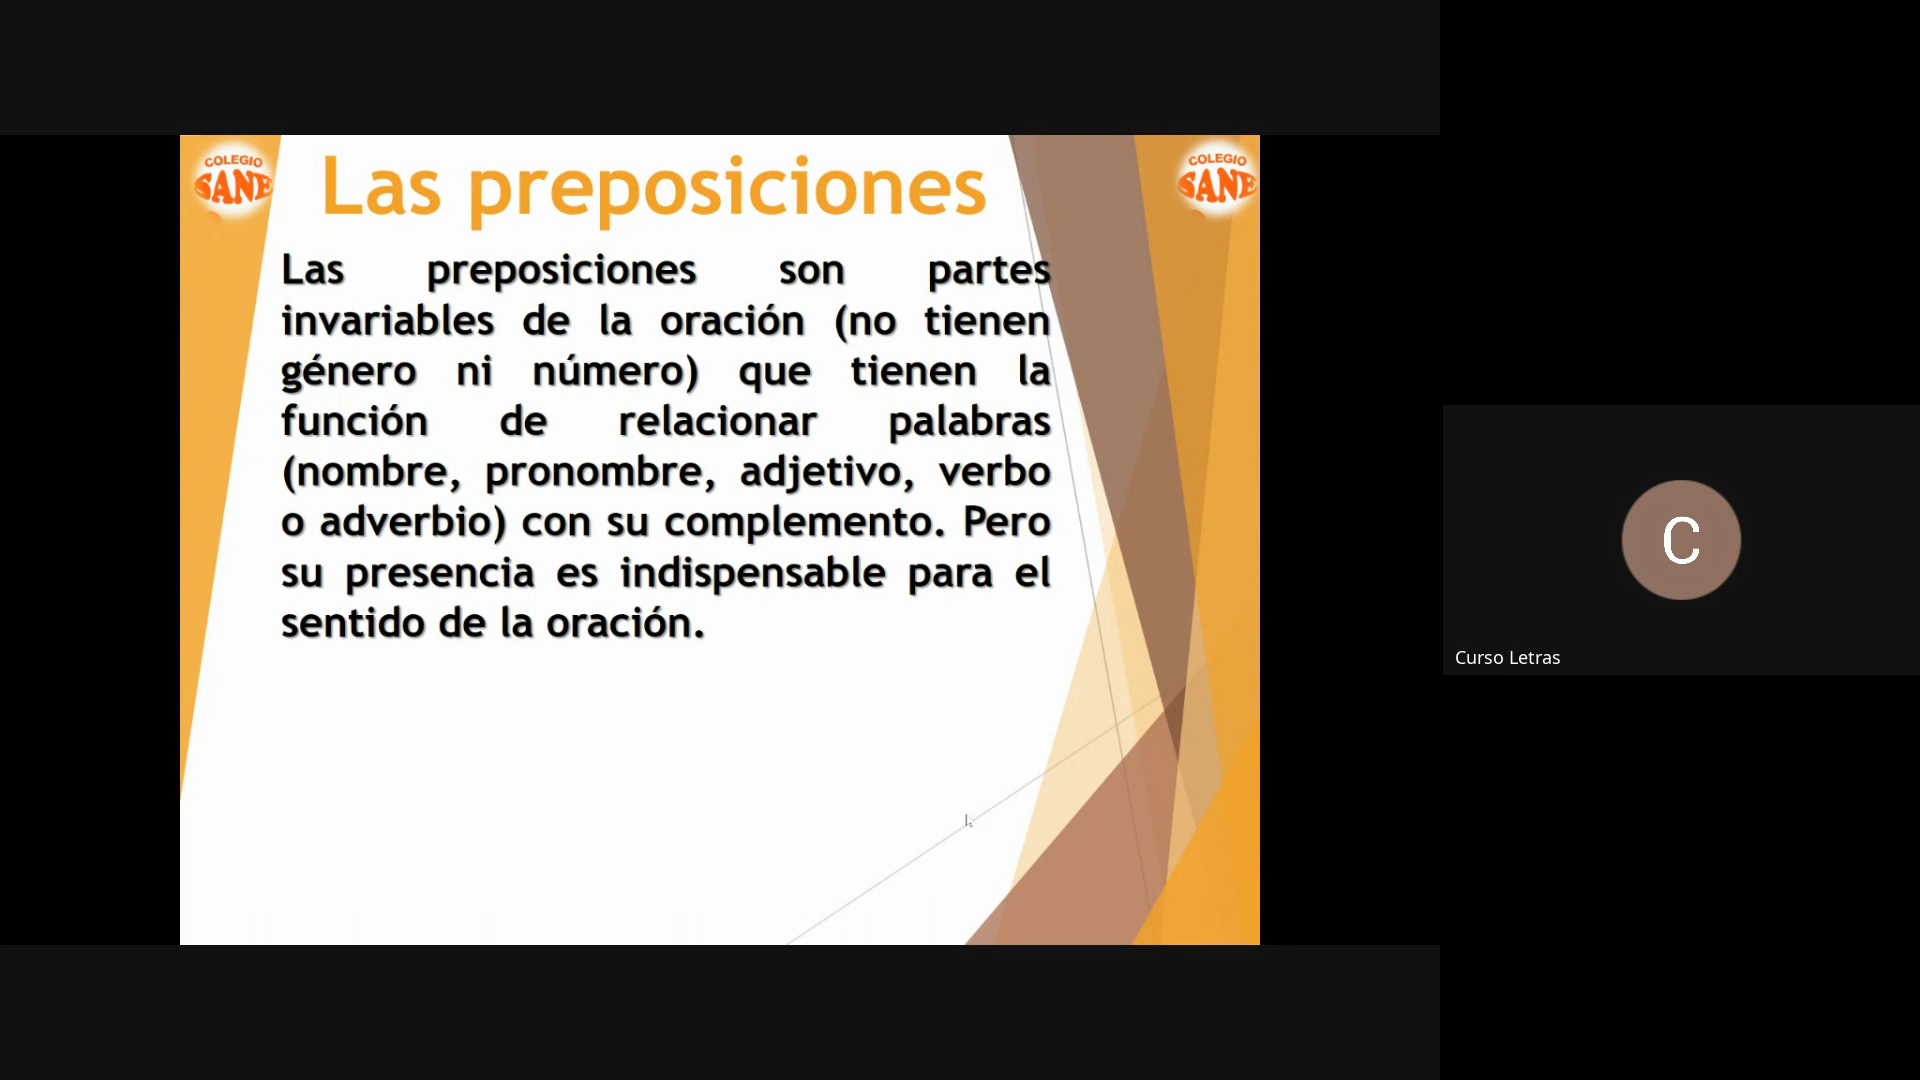 COLEGIO
SANE
COLEGIO
SANE
Las preposiciones
Las preposiciones son partes
invariables de la oración (no tienen
género ni número) que tienen la
función de relacionar palabras
(nombre, pronombre, adjetivo, verbo
o adverbio) con su complemento. Pero
su presencia es indispensable para el
sentido de la oración.
C
Curso Letras